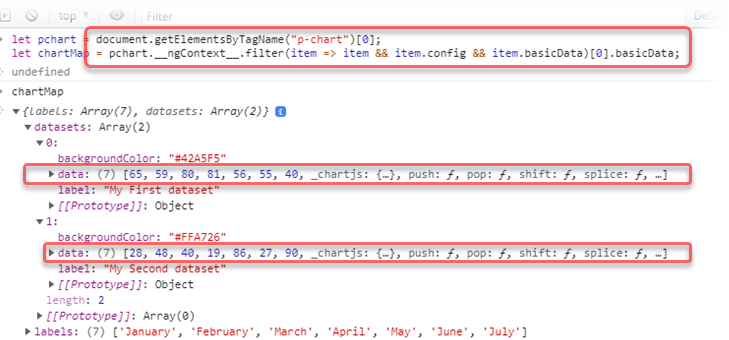 top ▾ Filter Def
let pchart = document.getElementsByTagName("p-chart")[0];
let chartMap = pchart.__ngContext__.filter(item => item && item.config && item.basicData)[0].basicData;
undefined
chartMap
▾{labels: Array(7), datasets: Array(2)} i
▾datasets: Array(2)
▾0:
backgroundColor: "#42A5F5"
▸data: (7) [65, 59, 80, 81, 56, 55, 40, _chartjs: {…}, push: ƒ, pop: ƒ, shift: ƒ, splice: ƒ, …]
label: "My First dataset"
▸[[Prototype]]: Object
▾1:
backgroundColor: "#FFA726"
▸data: (7) [28, 48, 40, 19, 86, 27, 90, _chartjs: {…}, push: ƒ, pop: ƒ, shift: ƒ, splice: ƒ, …]
label: "My Second dataset"
▸[[Prototype]]: Object
length: 2
▸[[Prototype]]: Array(0)
▸labels: (7) ['January', 'February', 'March', 'April', 'May', 'June', 'July']